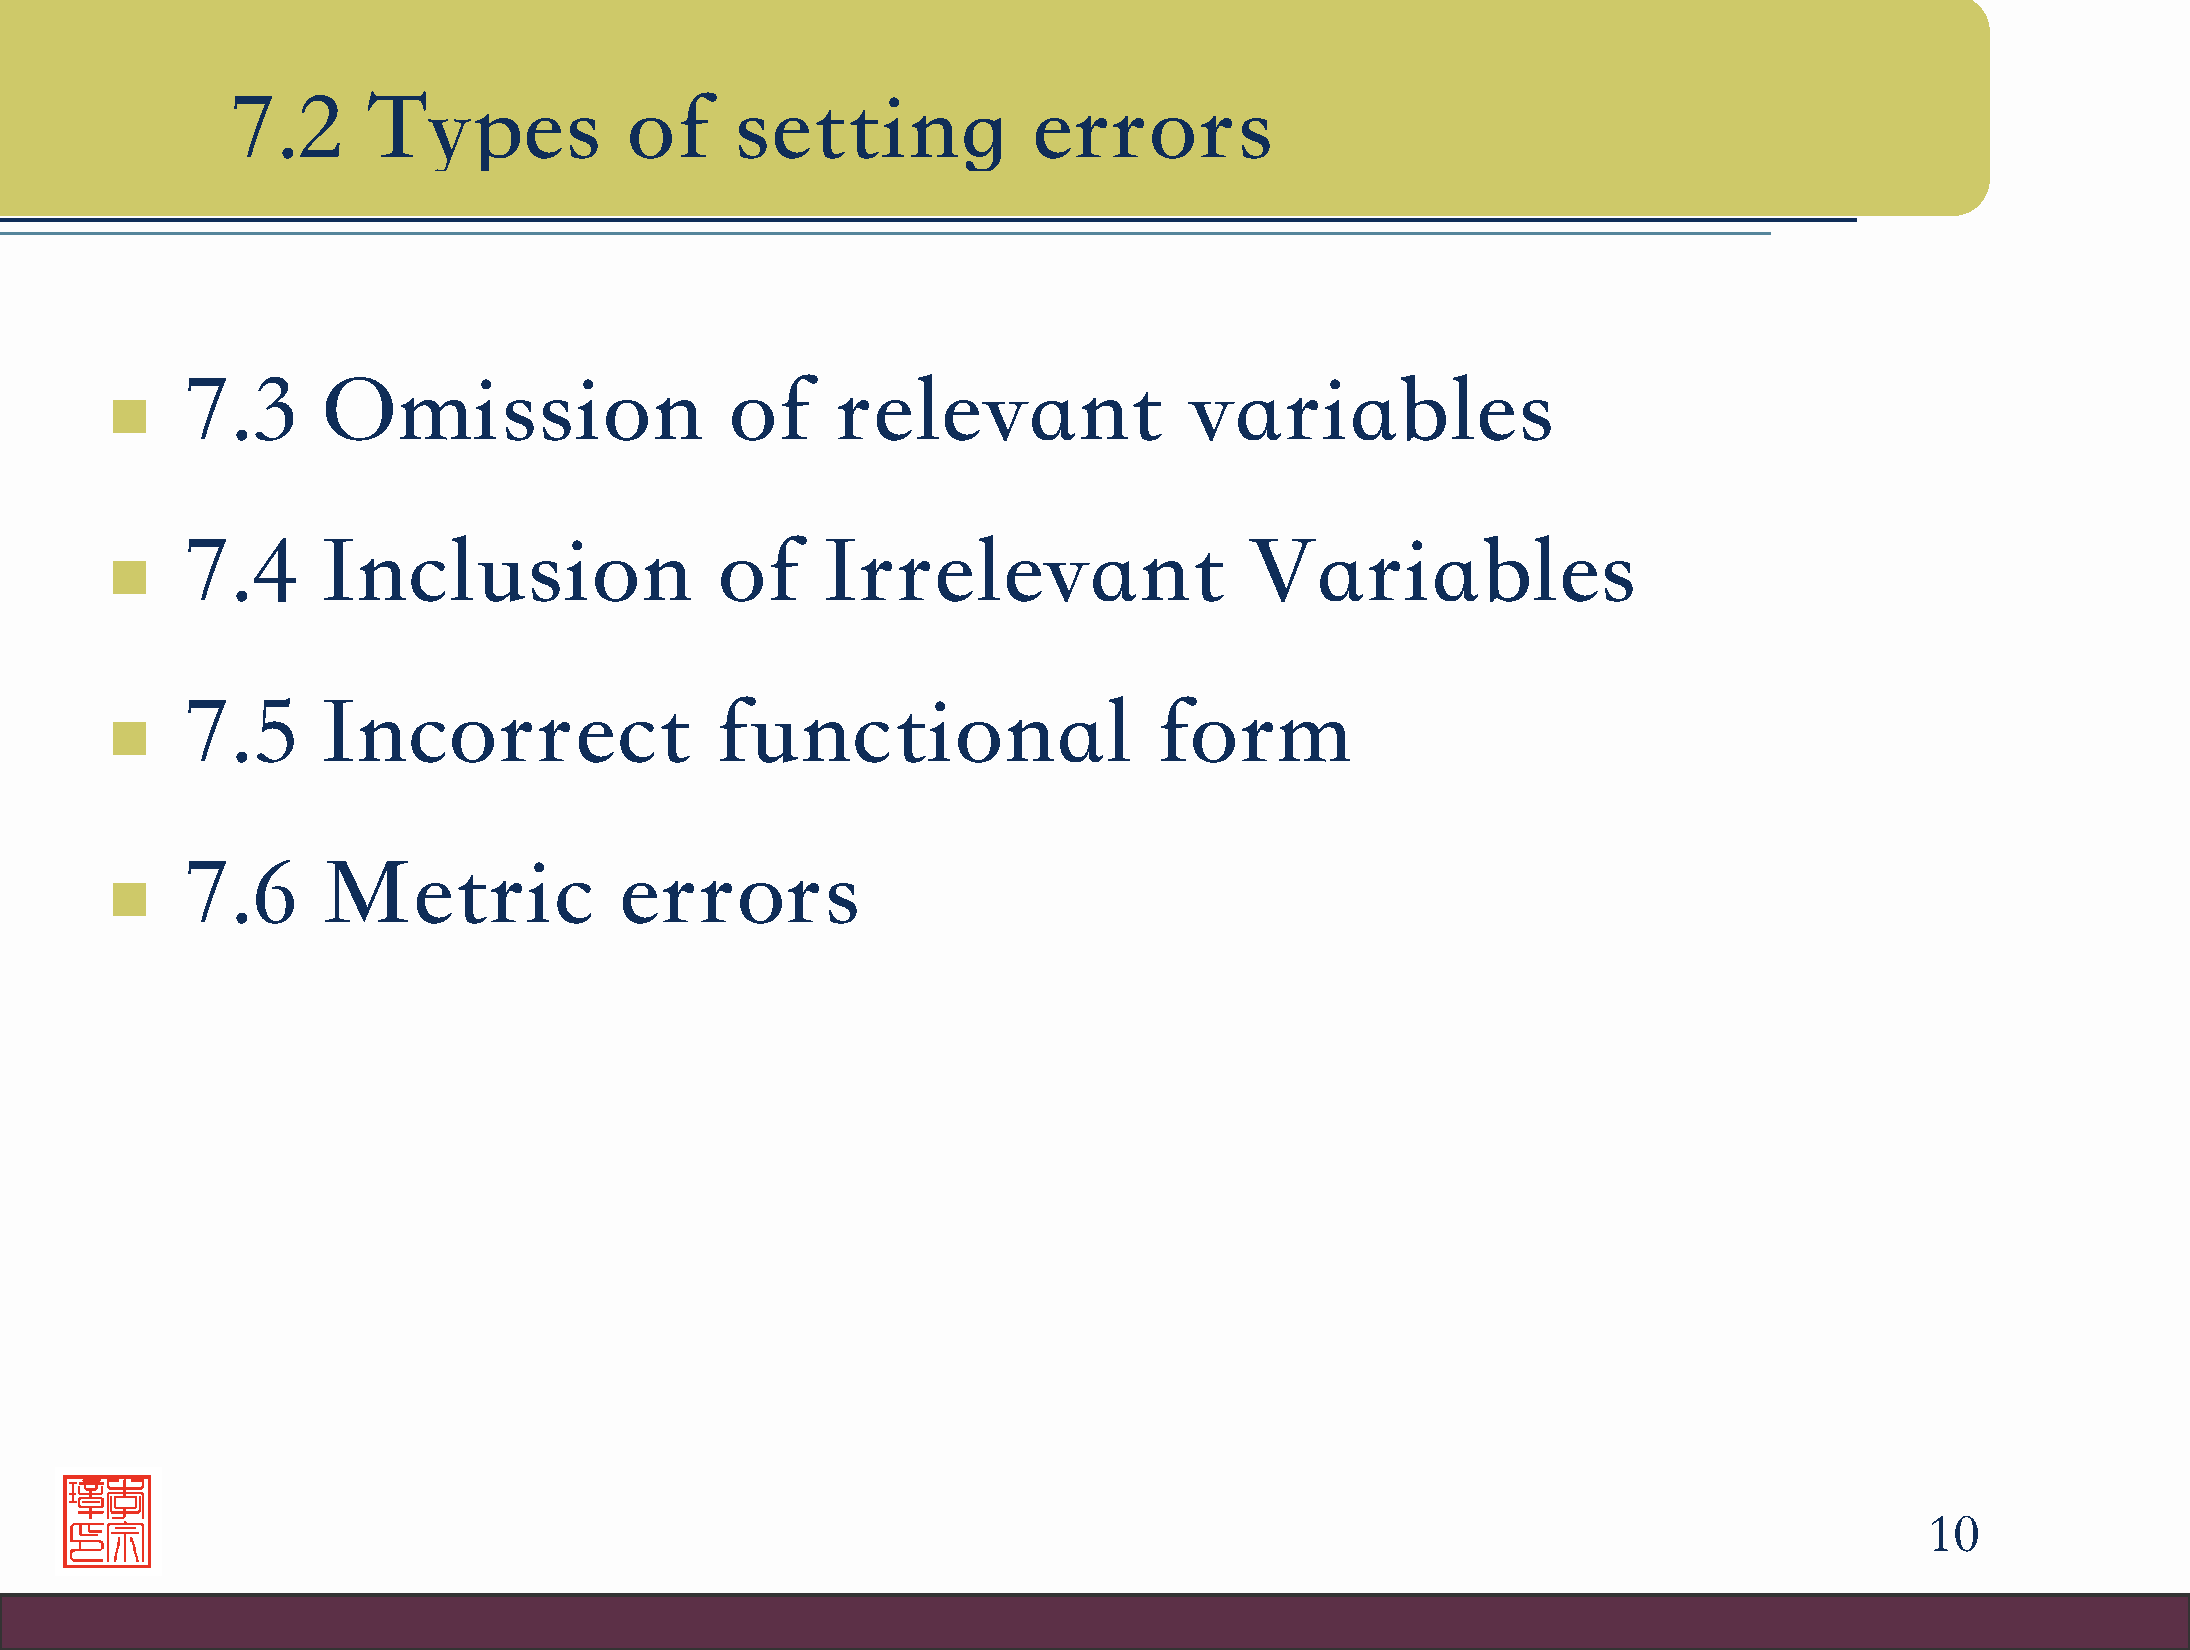 7.2 Types of setting errors
7.3 Omission of relevant variables
7.4 Inclusion of Irrelevant Variables
7.5 Incorrect functional form
7.6 Metric errors
10